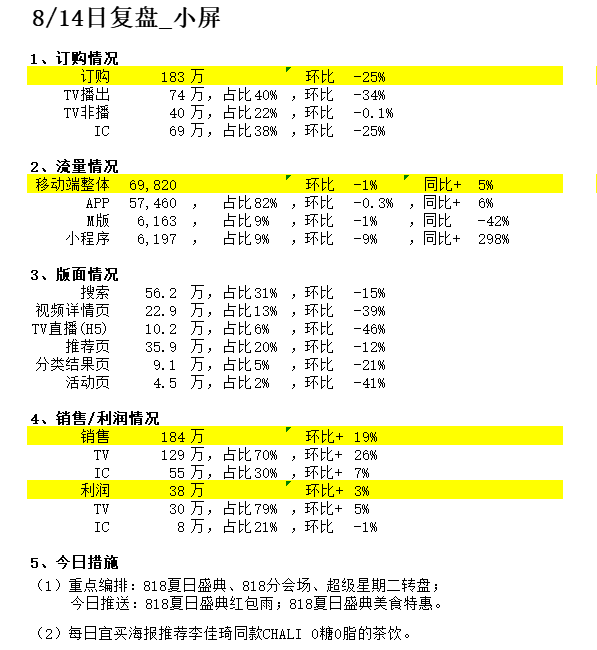 8/14日复盘_小屏
1、订购情况
订购 183 万 环比 -25%
TV播出 74 万，占比40% ，环比 -34%
TV非播 40 万，占比22% ，环比 -0.1%
IC 69 万，占比38% ，环比 -25%
2、流量情况
移动端整体 69,820 环比 -1% 同比+ 5%
APP 57,460 ， 占比82% ，环比 -0.3% ，同比+ 6%
M版 6,163 ， 占比9% ，环比 -1% ，同比 -42%
小程序 6,197 ， 占比9% ，环比 -9% ，同比+ 298%
3、版面情况
搜索 56.2 万，占比31% ，环比 -15%
视频详情页 22.9 万，占比13% ，环比 -39%
TV直播(H5) 10.2 万，占比6% ，环比 -46%
推荐页 35.9 万，占比20% ，环比 -12%
分类结果页 9.1 万，占比5% ，环比 -21%
活动页 4.5 万，占比2% ，环比 -41%
4、销售/利润情况
销售 184 万 环比+ 19%
TV 129 万，占比70% ，环比+ 26%
IC 55 万，占比30% ，环比+ 7%
利润 38 万 环比+ 3%
TV 30 万，占比79% ，环比+ 5%
IC 8 万，占比21% ，环比 -1%
5、今日措施
（1）重点编排：818夏日盛典、818分会场、超级星期二转盘；
今日推送：818夏日盛典红包雨；818夏日盛典美食特惠。
（2）每日宜买海报推荐李佳琦同款CHALI 0糖0脂的茶饮。